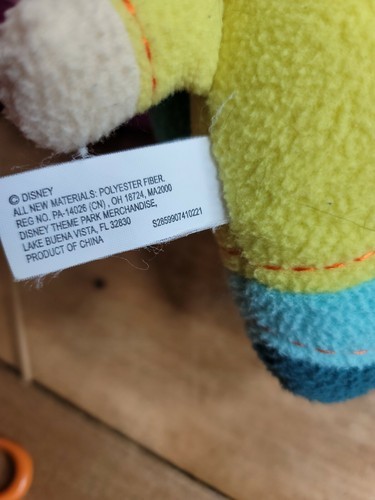 © DISNEY
ALL NEW MATERIALS: POLYESTER FIBER.
REG NO. PA-14026 (CN) , OH 18724, MA2000
DISNEY THEME PARK MERCHANDISE,
LAKE BUENA VISTA, FL 32830 S2859907410221
PRODUCT OF CHINA